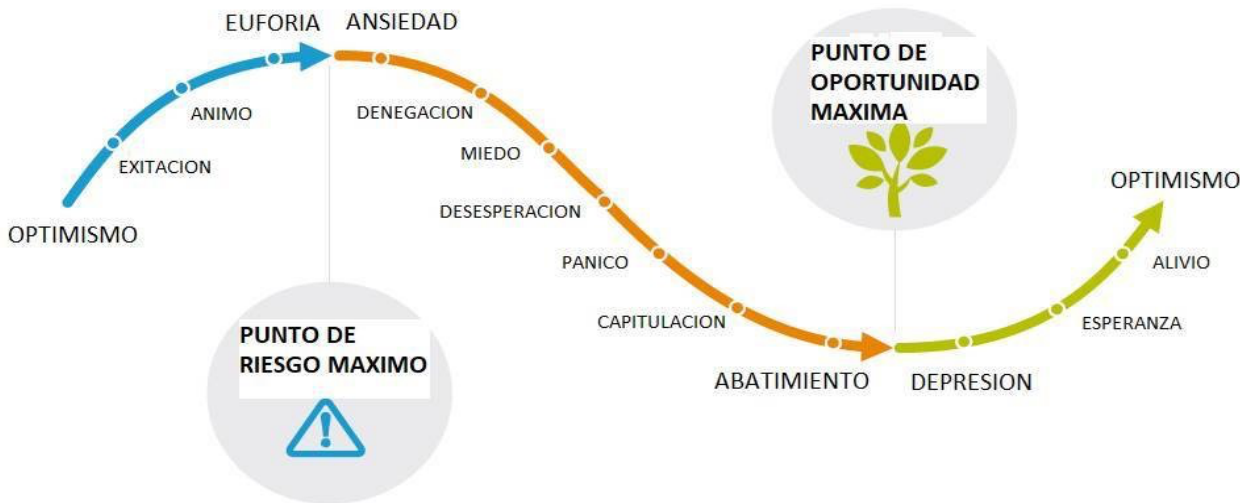 EUFORIA
ANSIEDAD
ANIMO
EXITACION
OPTIMISMO
PUNTO DE
RIESGO MAXIMO
DENEGACION
MIEDO
DESESPERACION
PANICO
CAPITULACION
ABATIMIENTO
PUNTO DE
OPORTUNIDAD
MAXIMA
DEPRESION
ESPERANZA
ALIVIO
OPTIMISMO